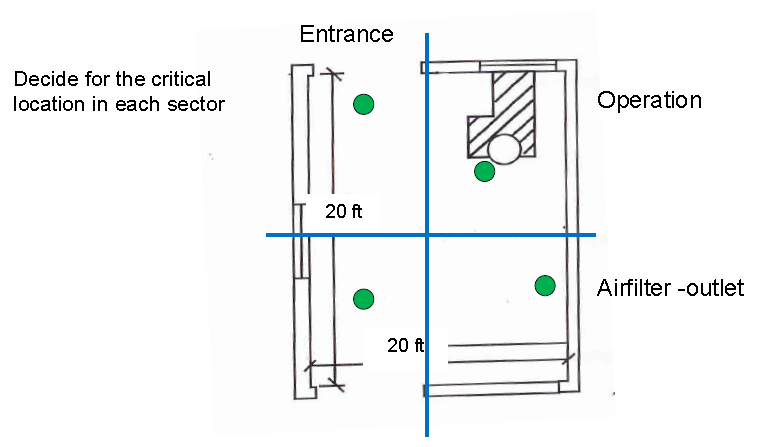 Entrance
Decide for the critical
location in each sector
Operation
20 ft
Airfilter -outlet
20 ft